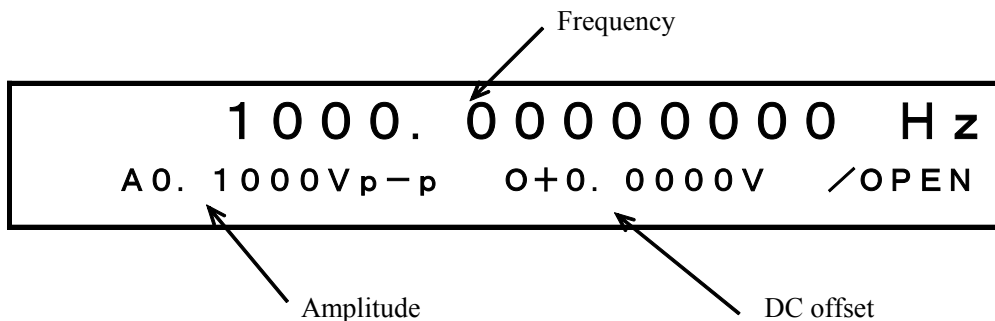 Frequency
1000. 00000000 Hz
A0. 1000Vp-p O+0. 0000V /OPEN
Amplitude DC offset